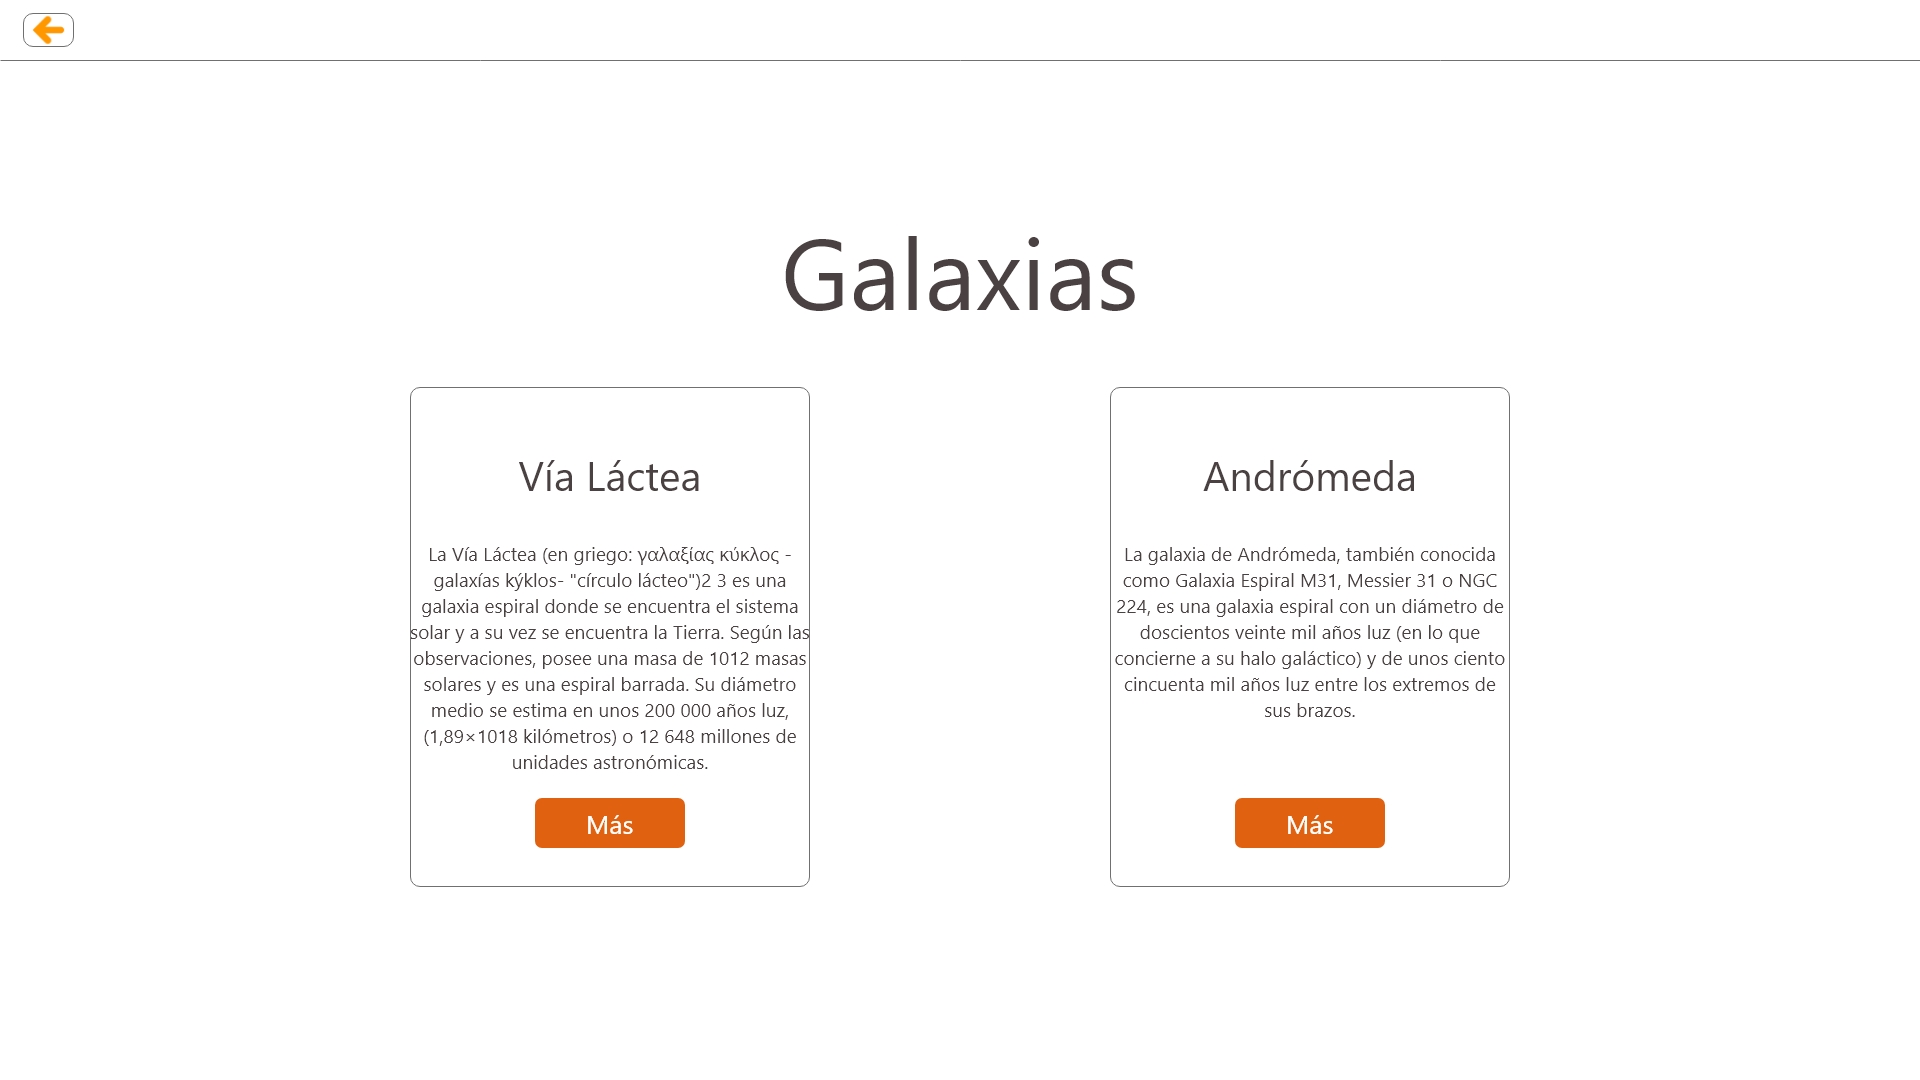 Galaxias
Vía Láctea
La Vía Láctea (en griego: γαλαξίας κύκλος -
galaxías kýklos- "círculo lácteo")2 3 es una
galaxia espiral donde se encuentra el sistema
solar y a su vez se encuentra la Tierra. Según las
observaciones, posee una masa de 1012 masas
solares y es una espiral barrada. Su diámetro
medio se estima en unos 200 000 años luz,
(1,89×1018 kilómetros) o 12 648 millones de
unidades astronómicas.
Más
Andrómeda
La galaxia de Andrómeda, también conocida
como Galaxia Espiral M31, Messier 31 o NGC
224, es una galaxia espiral con un diámetro de
doscientos veinte mil años luz (en lo que
concierne a su halo galáctico) y de unos ciento
cincuenta mil años luz entre los extremos de
sus brazos.
Más